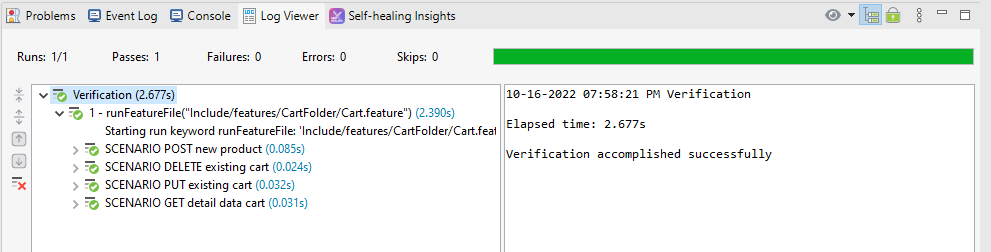 Problems Event Log Console Log Viewer Self-healing Insights
Runs: 1/1 Passes: 1 Failures: 0 Errors: 0 Skips: 0
Verification (2.677s)
1 - runFeatureFile("Include/features/CartFolder/Cart.feature") (2.390s)
Starting run keyword runFeatureFile: 'Include/features/CartFolder/Cart.feat
SCENARIO POST new product (0.085s)
SCENARIO DELETE existing cart (0.024s)
SCENARIO PUT existing cart (0.032s)
SCENARIO GET detail data cart (0.031s)
10-16-2022 07:58:21 PM Verification
Elapsed time: 2.677s
Verification accomplished successfully